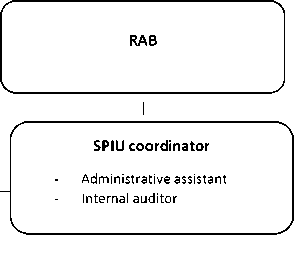 RAB
SPIU coordinator
- Administrative assistant
- Internal auditor